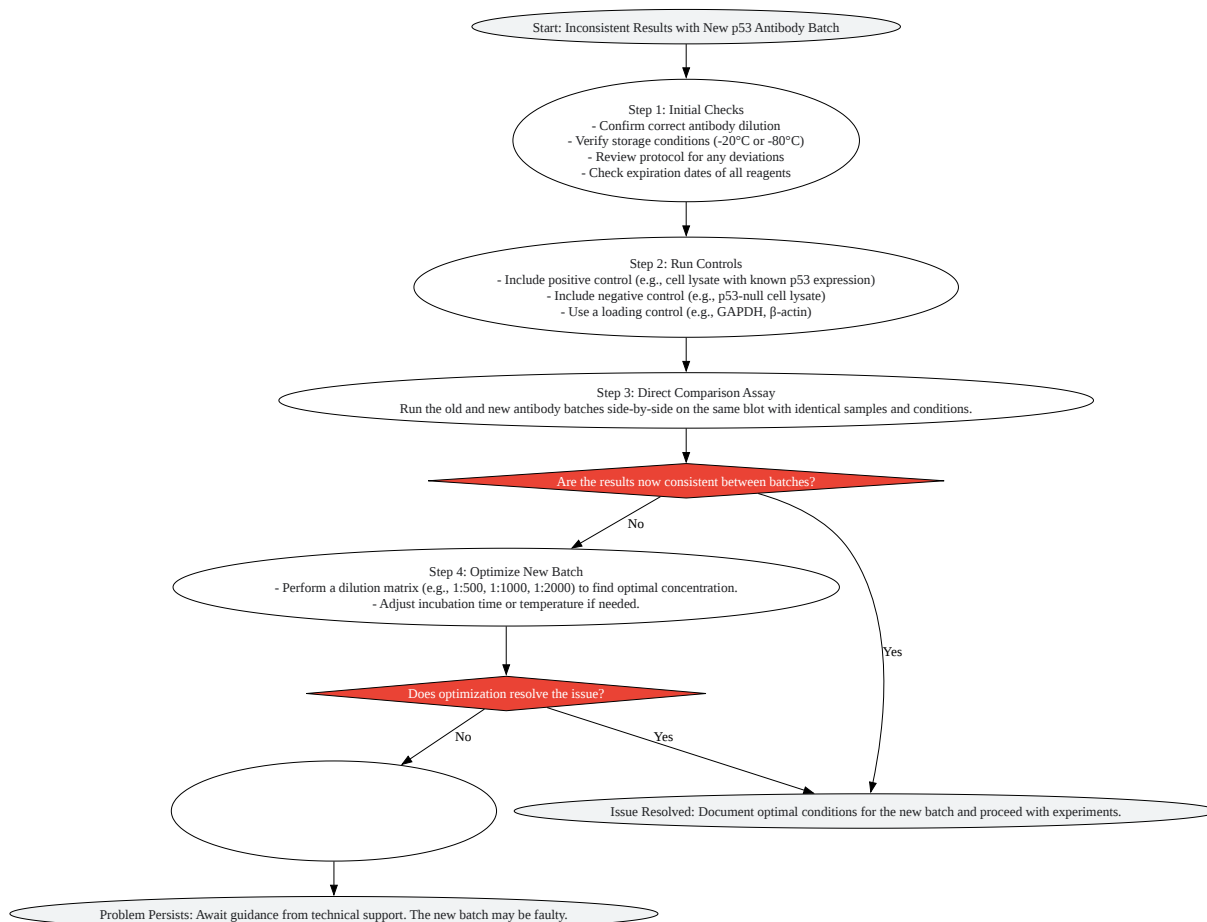 Start: Inconsistent Results with New p53 Antibody Batch
Step 1: Initial Checks
- Confirm correct antibody dilution
- Verify storage conditions (-20°C or -80°C)
- Review protocol for any deviations
- Check expiration dates of all reagents
Step 2: Run Controls
- Include positive control (e.g., cell lysate with known p53 expression)
- Include negative control (e.g., p53-null cell lysate)
- Use a loading control (e.g., GAPDH, β-actin)
Step 3: Direct Comparison Assay
Run the old and new antibody batches side-by-side on the same blot with identical samples and conditions.
Are the results now consistent between batches?
No
Step 4: Optimize New Batch
- Perform a dilution matrix (e.g., 1:500, 1:1000, 1:2000) to find optimal concentration.
- Adjust incubation time or temperature if needed.
Yes
Does optimization resolve the issue?
No
Yes
Issue Resolved: Document optimal conditions for the new batch and proceed with experiments.
Problem Persists: Await guidance from technical support. The new batch may be faulty.